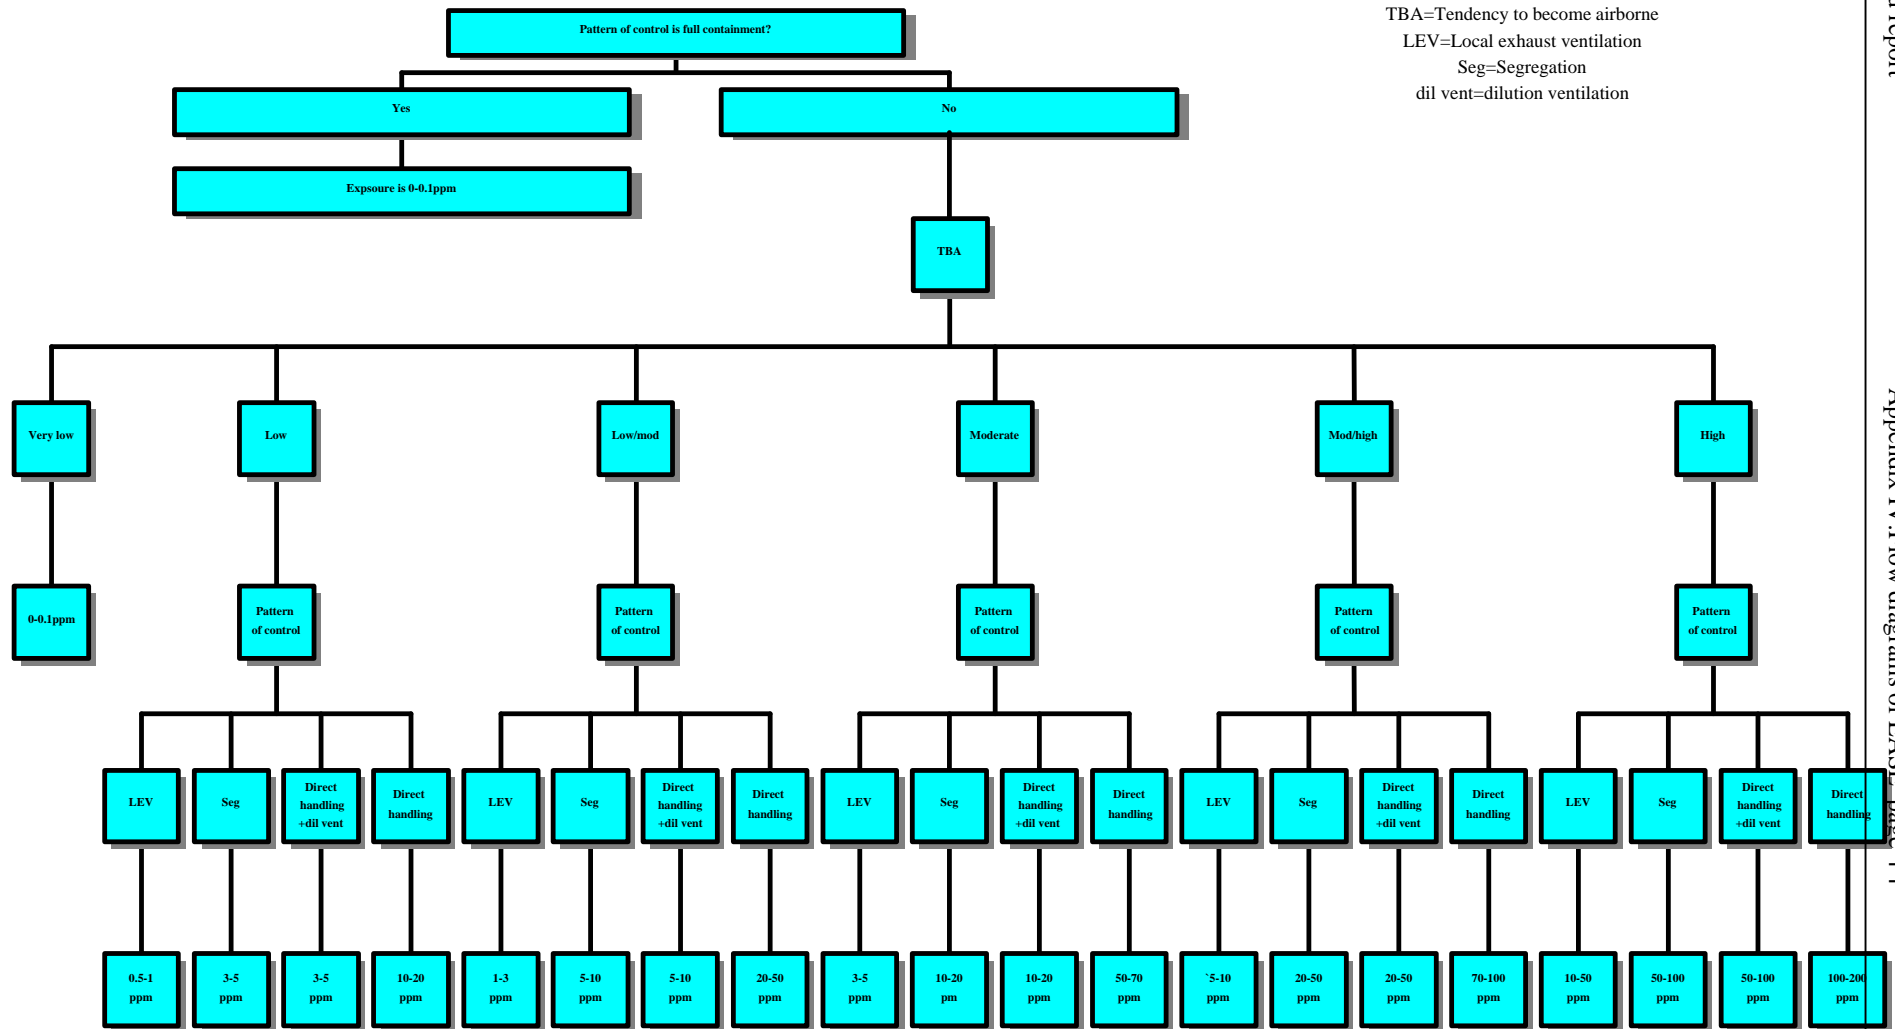 Pattern of control is full containment?
TBA=Tendency to become airborne
LEV=Local exhaust ventilation
Seg=Segregation
dil vent=dilution ventilation
Yes
No
Expsoure is 0-0.1ppm
TBA
Very low
Low
Low/mod
Moderate
Mod/high
High
0-0.1ppm
Pattern
of control
Pattern
of control
Pattern
of control
Pattern
of control
Pattern
of control
LEV
Seg
Direct
handling
+dil vent
Direct
handling
LEV
Seg
Direct
handling
+dil vent
Direct
handling
LEV
Seg
Direct
handling
+dil vent
Direct
handling
LEV
Seg
Direct
handling
+dil vent
Direct
handling
LEV
Seg
Direct
handling
+dil vent
Direct
handling
0.5-1
ppm
3-5
ppm
3-5
ppm
10-20
ppm
1-3
ppm
5-10
ppm
5-10
ppm
20-50
ppm
3-5
ppm
10-20
pm
10-20
ppm
50-70
ppm
`5-10
ppm
20-50
ppm
20-50
ppm
70-100
ppm
10-50
ppm
50-100
ppm
50-100
ppm
100-200
ppm
diagrams of EASE